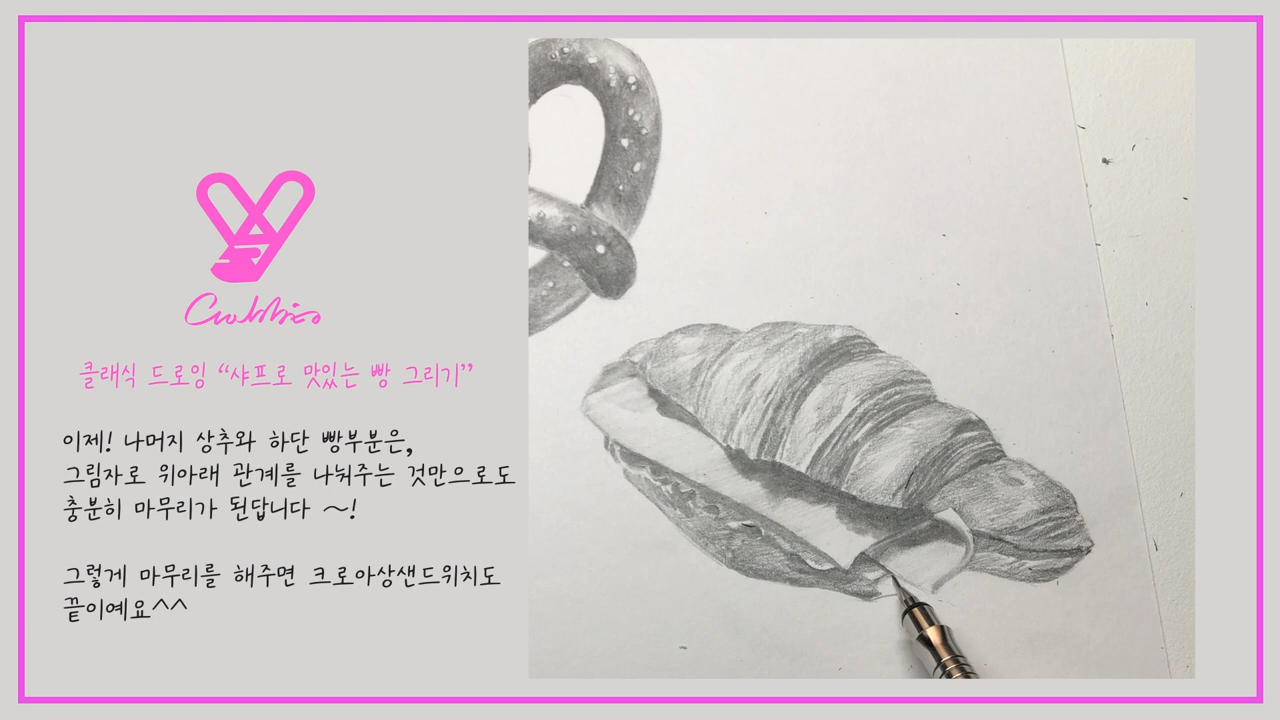 클래식 드로잉 “샤프로 맛있는 빵 그리기”
이제! 나머지 상추와 하단 빵부분은,
그림자로 위아래 관계를 나눠주는 것만으로도
충분히 마무리가 된답니다 ~!
그렇게 마무리를 해주면 크로아상샌드위치도
끝이예요^^